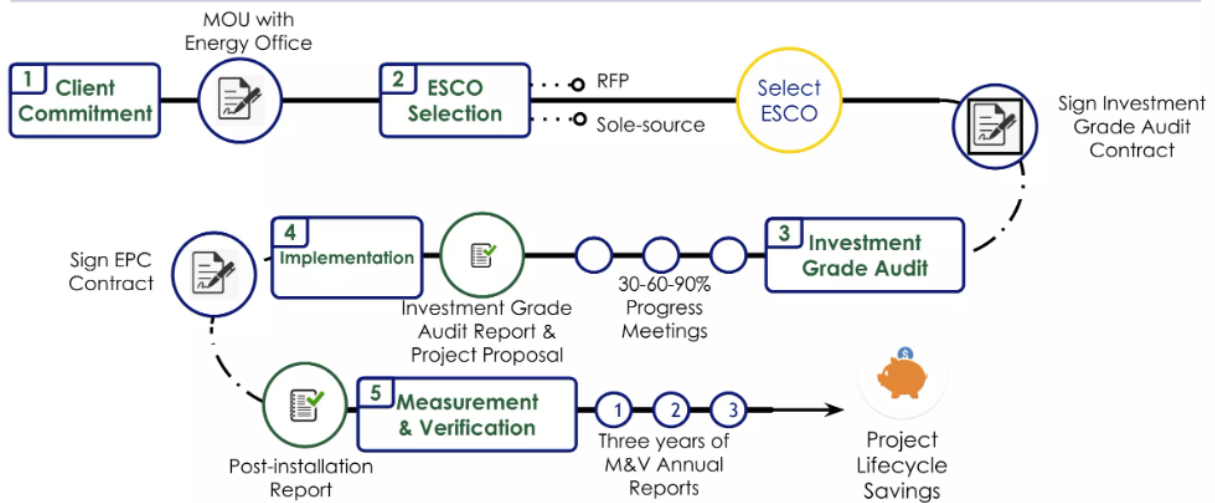 MOU with
Energy Office
1
Client
Commitment
2
ESCO
Selection
RFP
Sole-source
Select
ESCO
Sign Investment
Grade Audit
Contract
3
Investment
Grade Audit
30-60-90%
Progress
Meetings
Investment Grade
Audit Report &
Project Proposal
4
Implementation
Sign EPC
Contract
Post-installation
Report
5
Measurement
& Verification
1 2 3
Three years of
M&V Annual
Reports
$
Project
Lifecycle
Savings